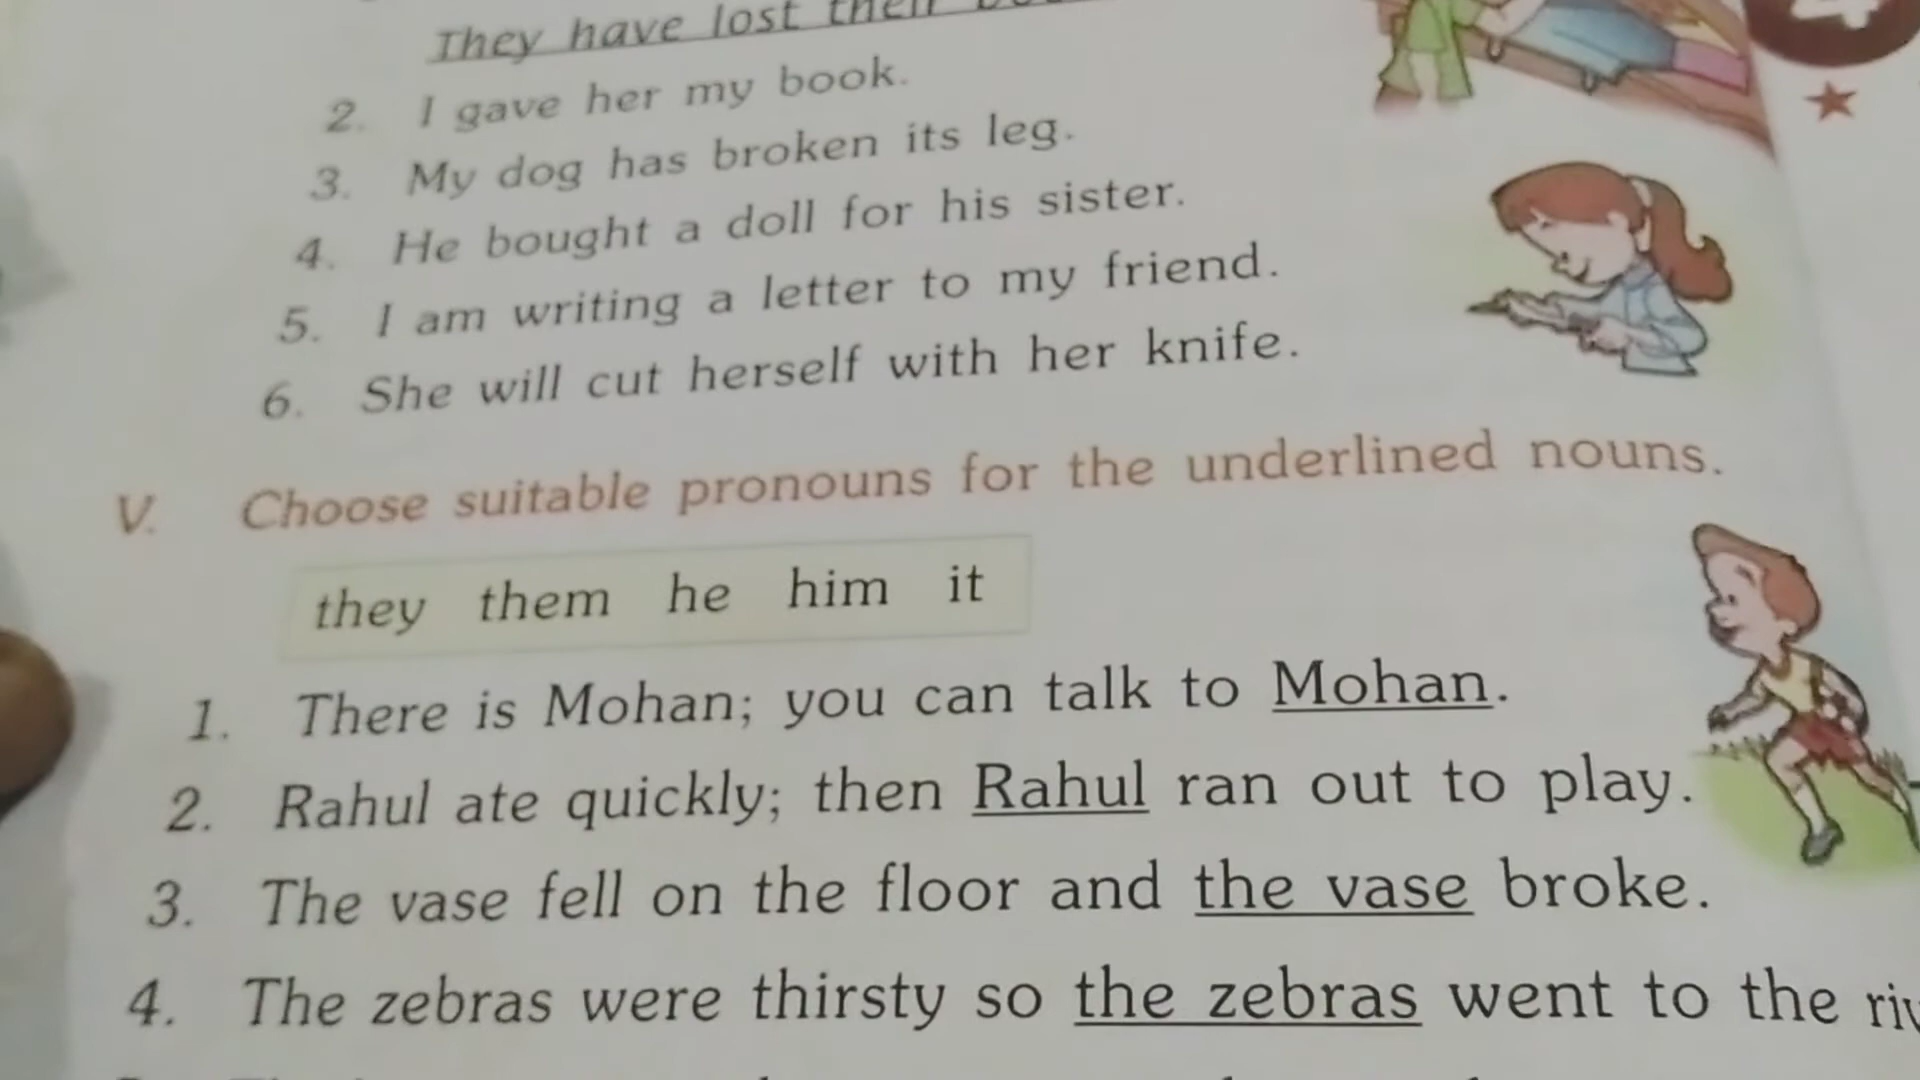 They have lost their
2. I gave her my book.
3. My dog has broken its leg.
4. He bought a doll for his sister.
5. I am writing a letter to my friend.
6. She will cut herself with her knife.
V. Choose suitable pronouns for the underlined nouns.
they them he him it
1. There is Mohan; you can talk to Mohan.
2. Rahul ate quickly; then Rahul ran out to play.
3. The vase fell on the floor and the vase broke.
4. The zebras were thirsty so the zebras went to the